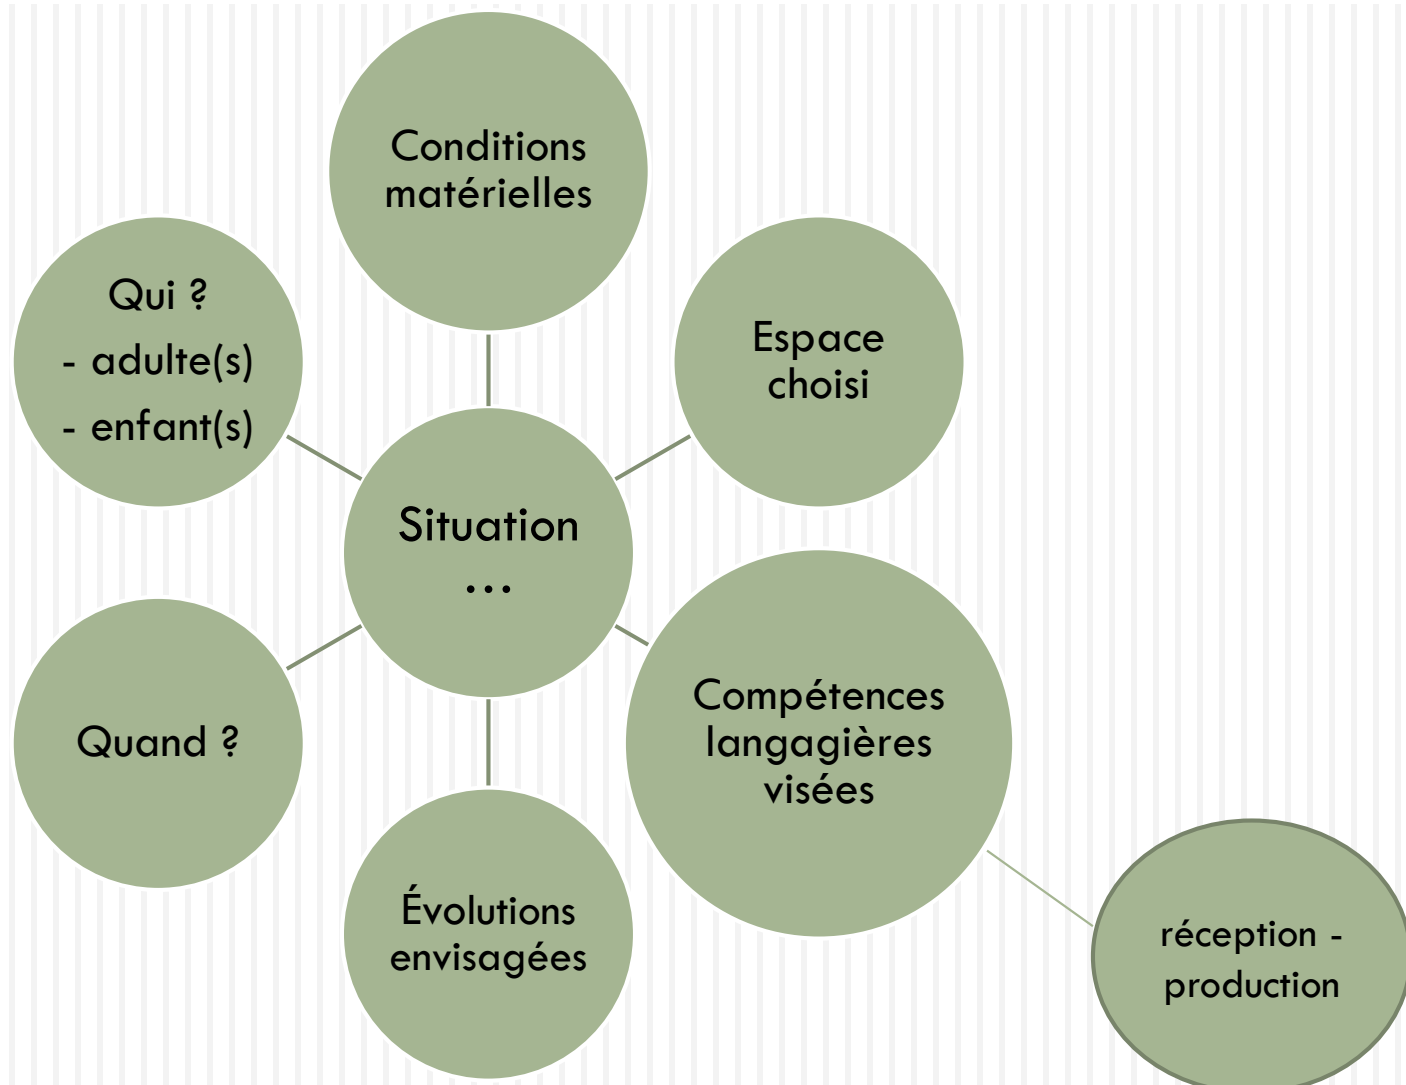 Conditions
matérielles
Qui ?
- adulte(s)
- enfant(s)
Espace
choisi
Situation
...
Quand ?
Compétences
langagières
visées
Évolutions
envisagées
réception -
production